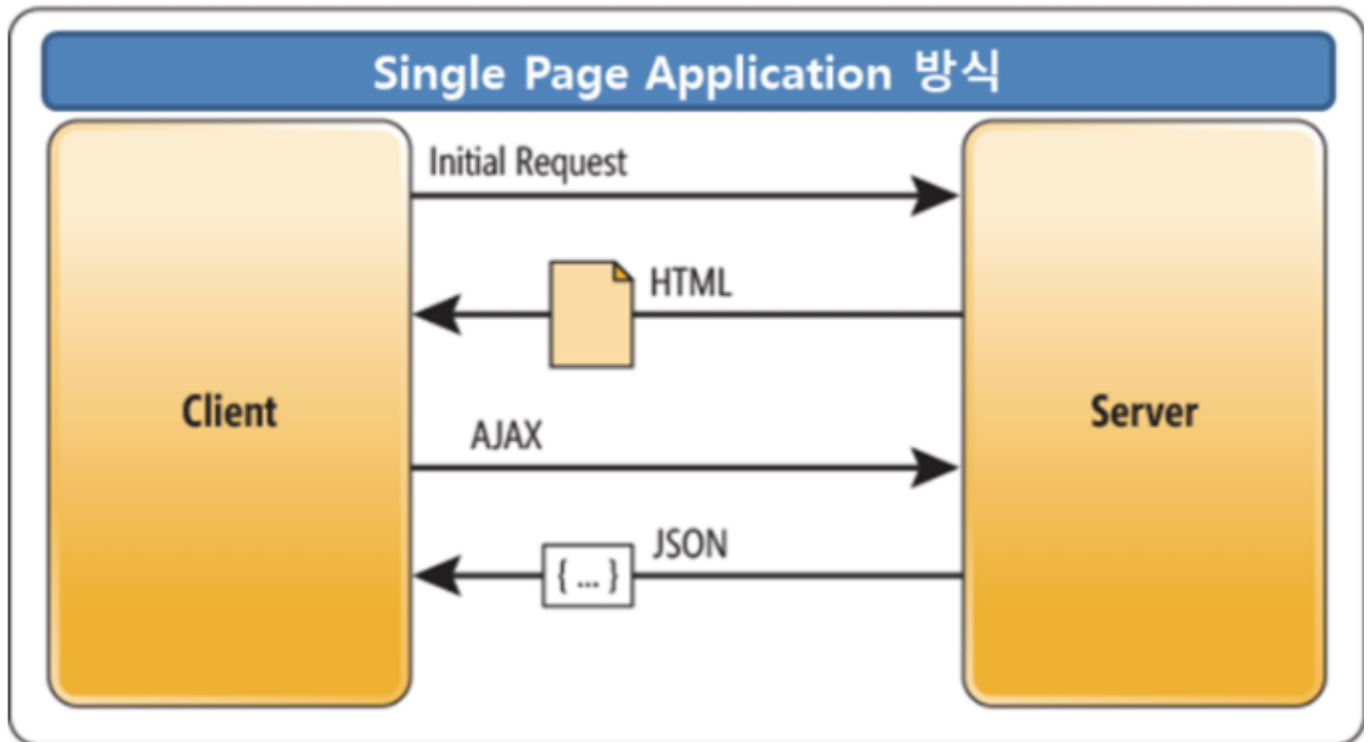 Single Page Application 방식
Initial Request
HTML
Client
Server
AJAX
JSON
{ ... }